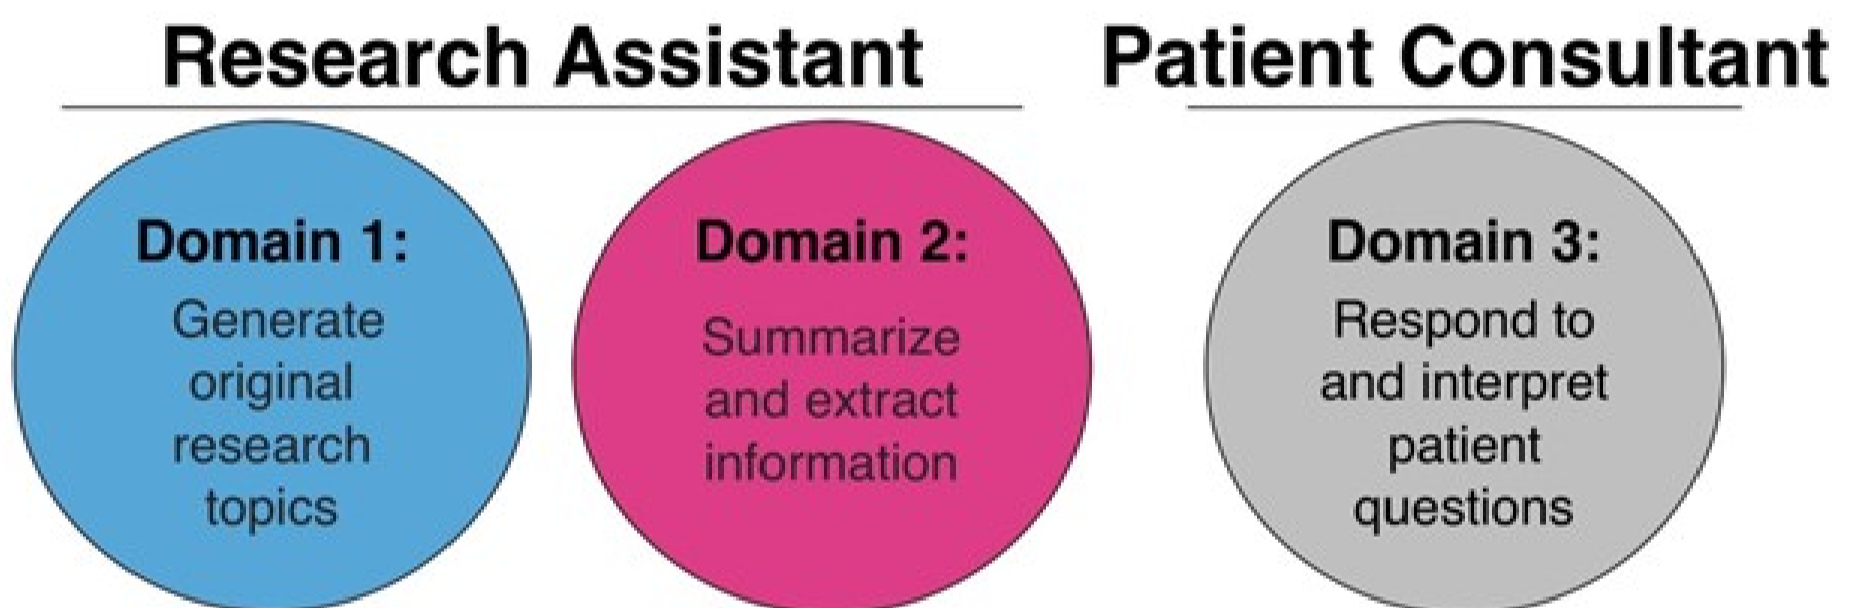 Research Assistant
Domain 1:
Generate
original
research
topics
Domain 2:
Summarize
and extract
information
Patient Consultant
Domain 3:
Respond to
and interpret
patient
questions